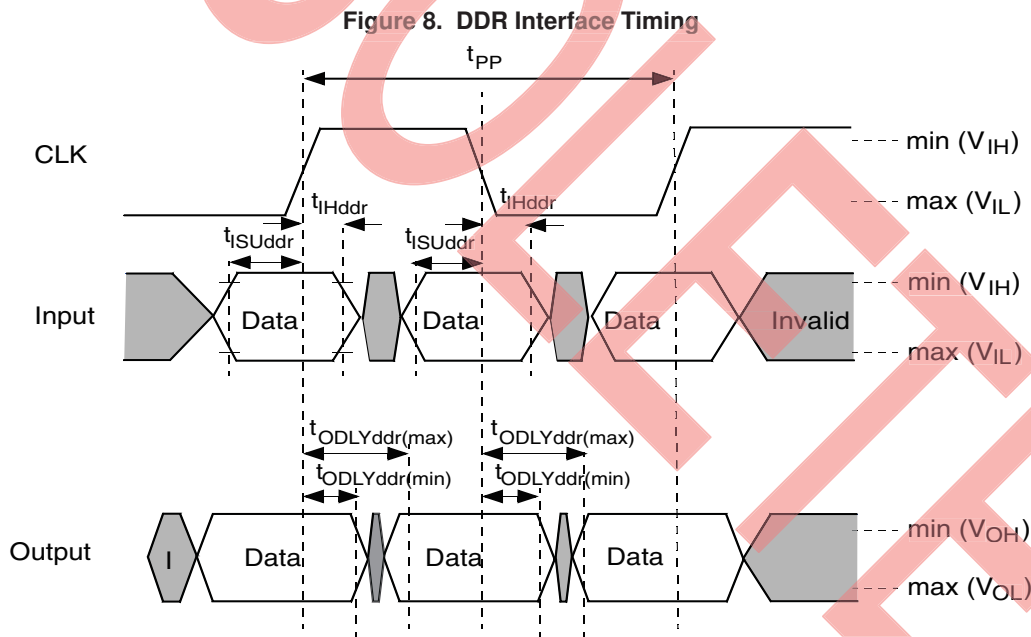 Figure 8. DDR Interface Timing
tPP
CLK
min (VIH)
max (VIL)
tIHddr
tIHddr
tISUddr
tISUddr
Input
Data
Data
Data
Invalid
min (VIH)
max (VIL)
tODLYddr(max)
tODLYddr(max)
tODLYddr(min)
tODLYddr(min)
Output
I
Data
Data
Data
min (VOH)
max (VOL)